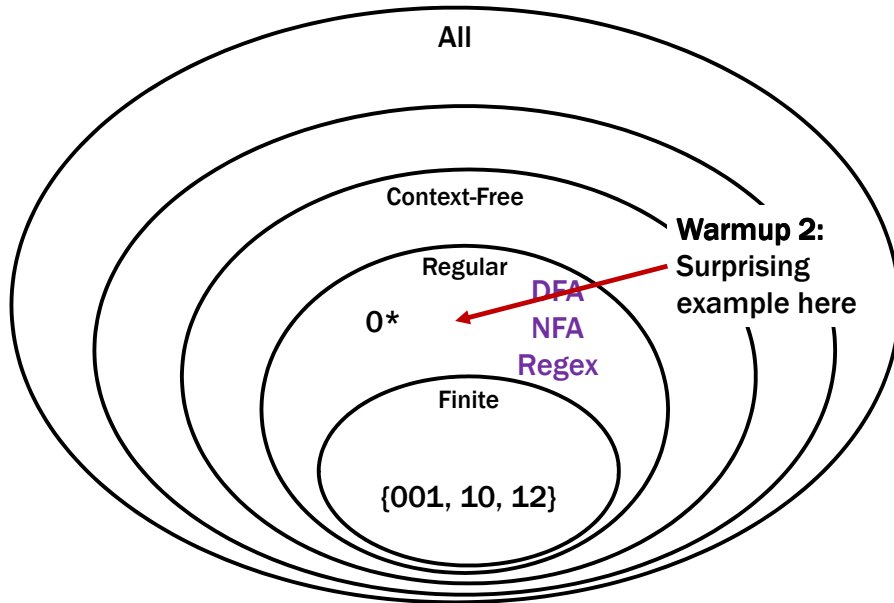 All
Context-Free
Warmup 2:
Surprising
example here
Regular
DFA
0*
NFA
Regex
Finite
{001, 10, 12}